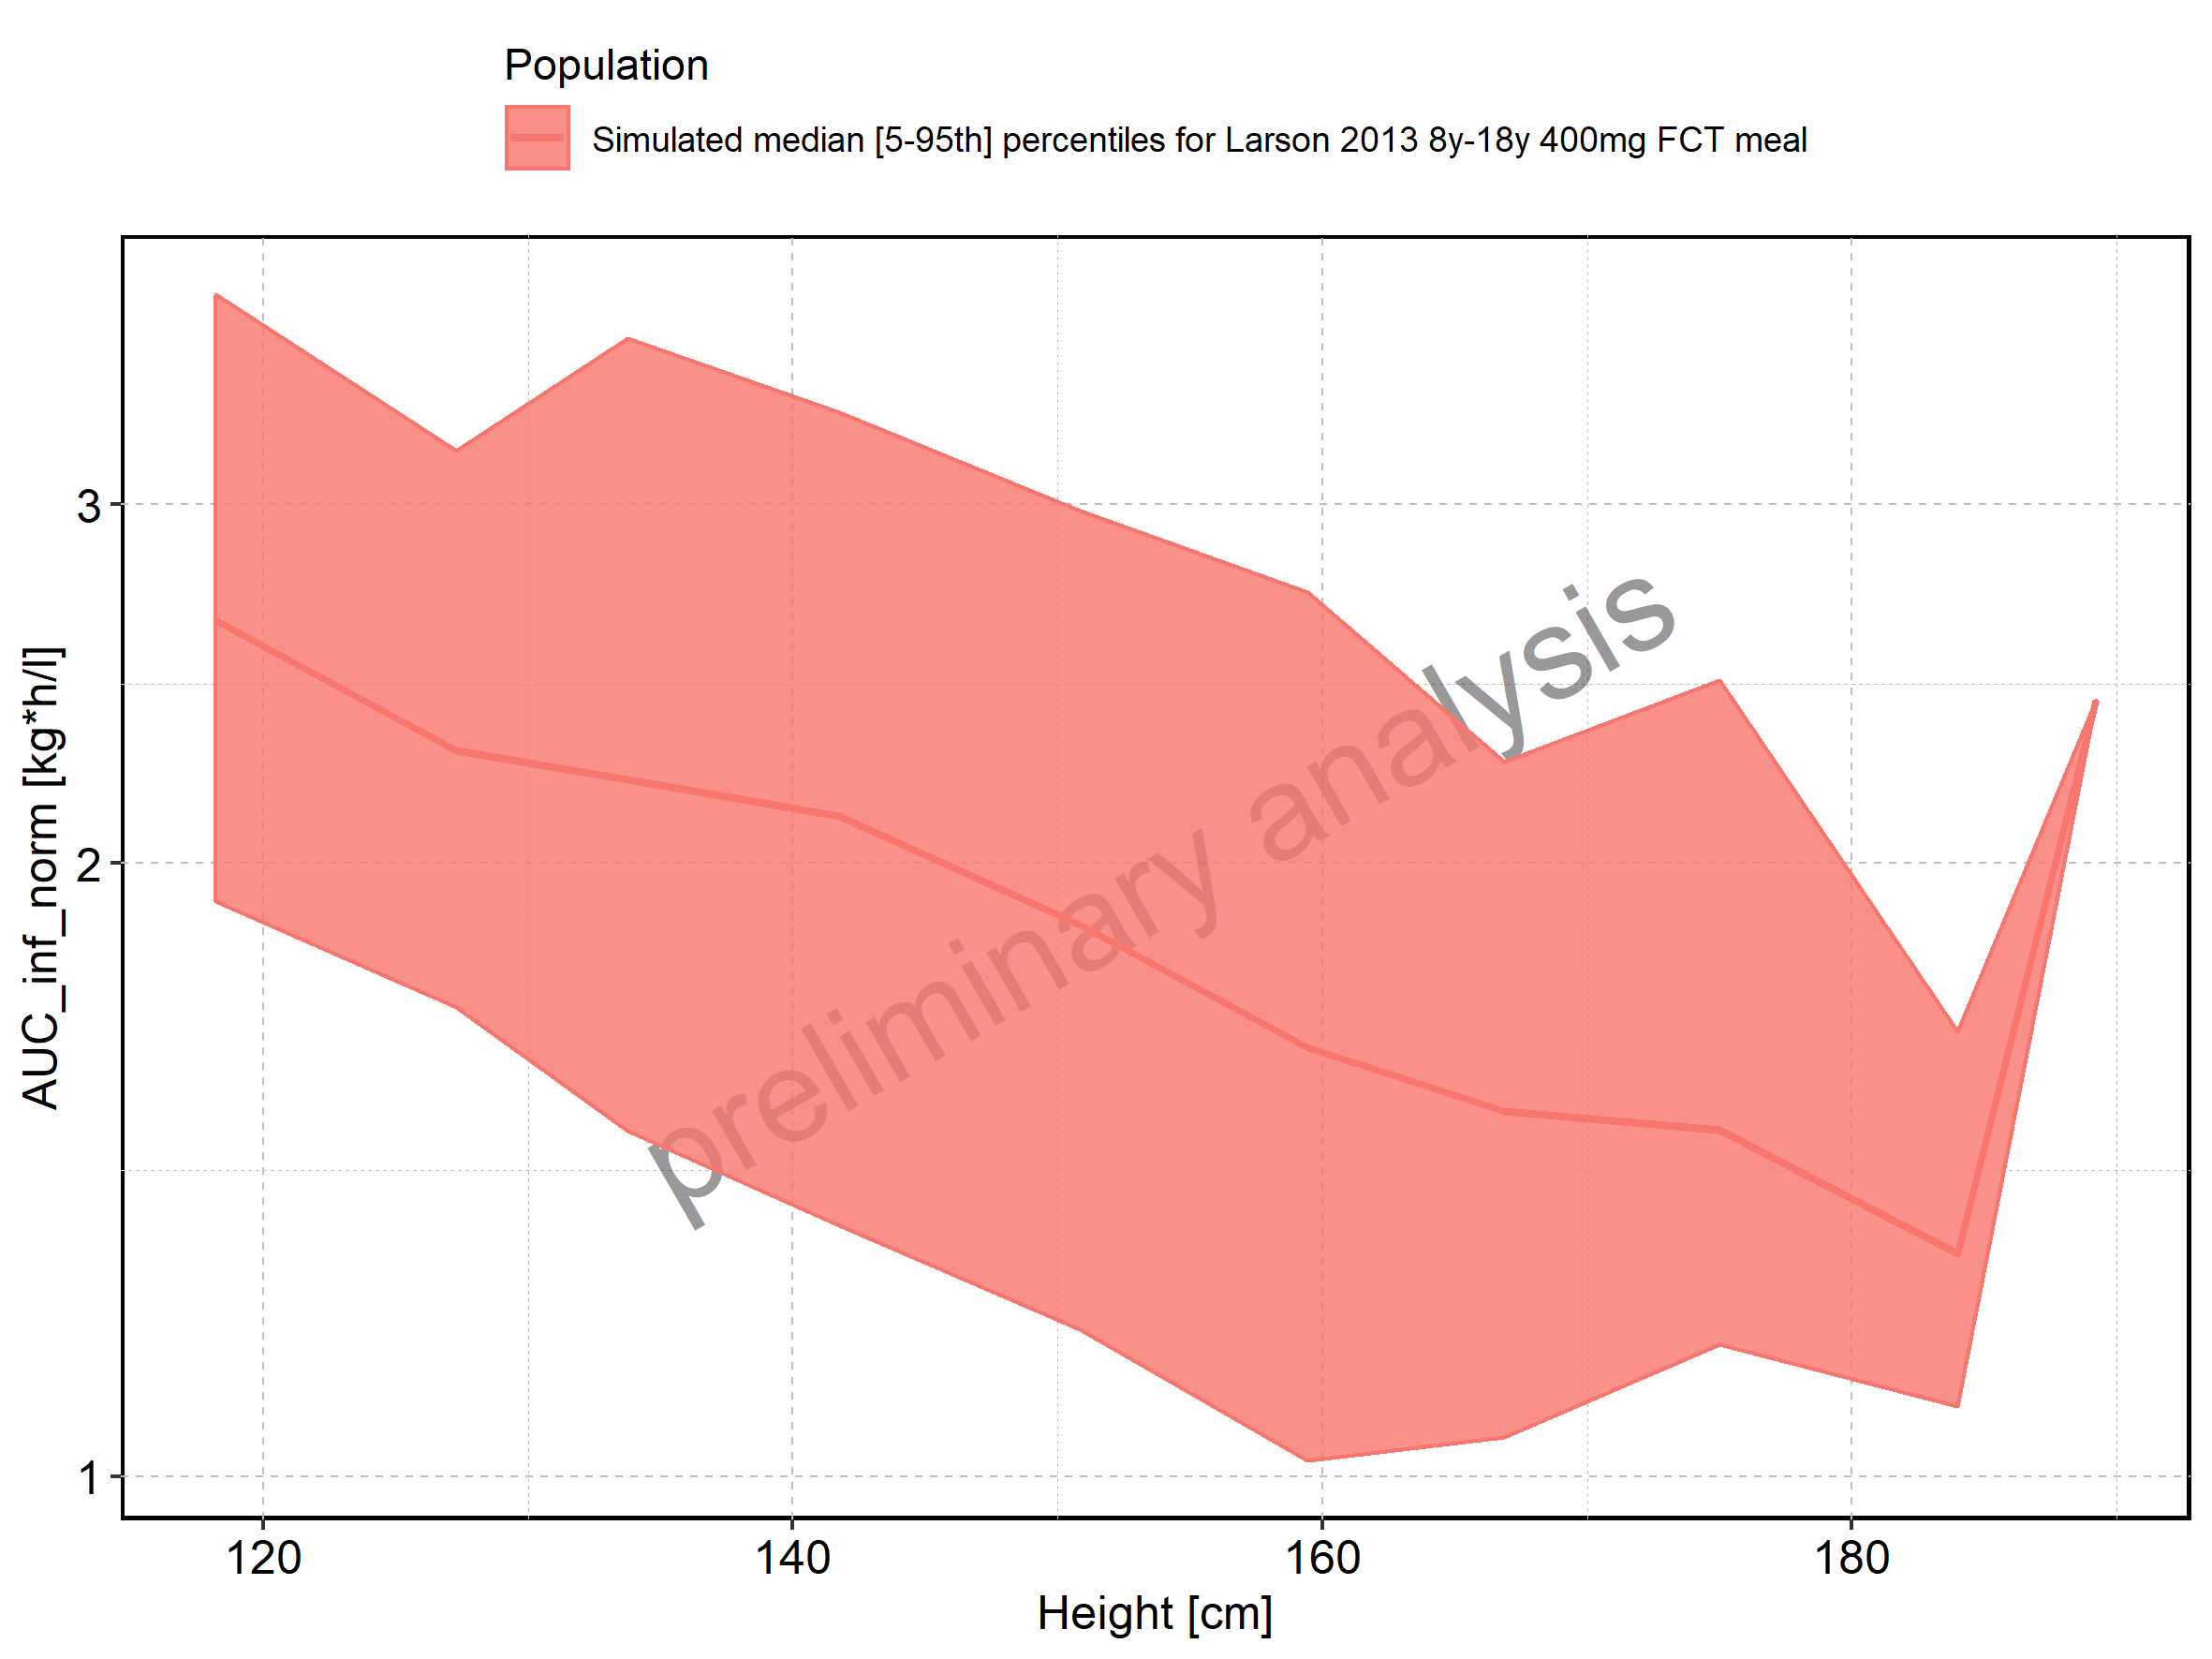 Population
Simulated median [5-95th] percentiles for Larson 2013 8y-18y 400mg FCT meal
3
2
1
AUC_inf_norm [kg*h/l]
preliminary analysis
120 140 160 180
Height [cm]